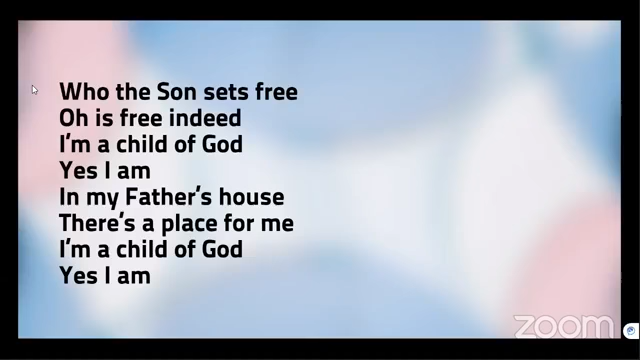 Who the Son sets free
Oh is free indeed
I'm a child of God
Yes I am
In my Father's house
There's a place for me
I'm a child of God
Yes I am
zoom